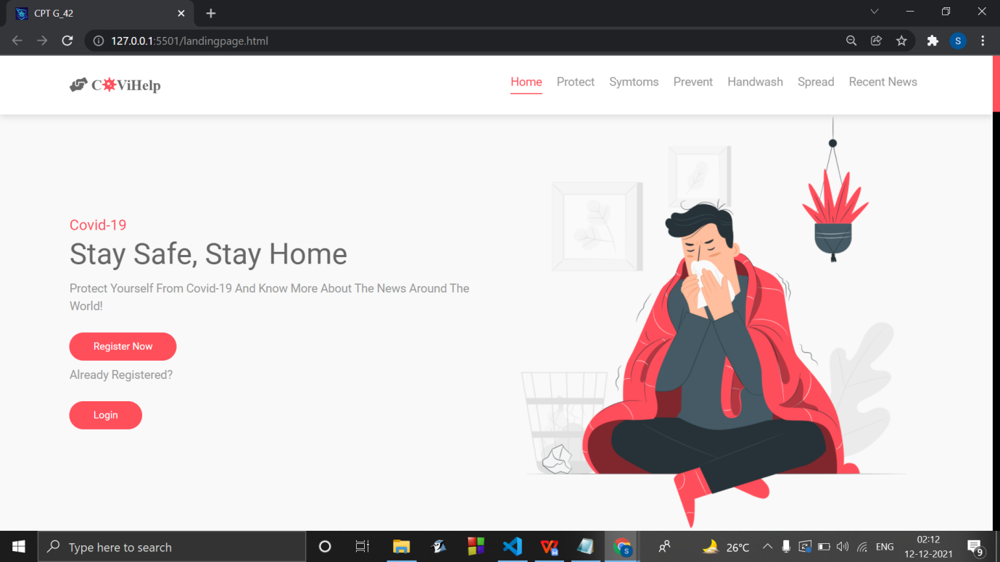 CPT G_42
127.0.0.1:5501/landingpage.html
S
CoViHelp
Home Protect Symtoms Prevent Handwash Spread Recent News
Covid-19
Stay Safe, Stay Home
Protect Yourself From Covid-19 And Know More About The News Around The
World!
Register Now
Already Registered?
Login
Type here to search
S
26°C
ENG
02:12
12-12-2021
9